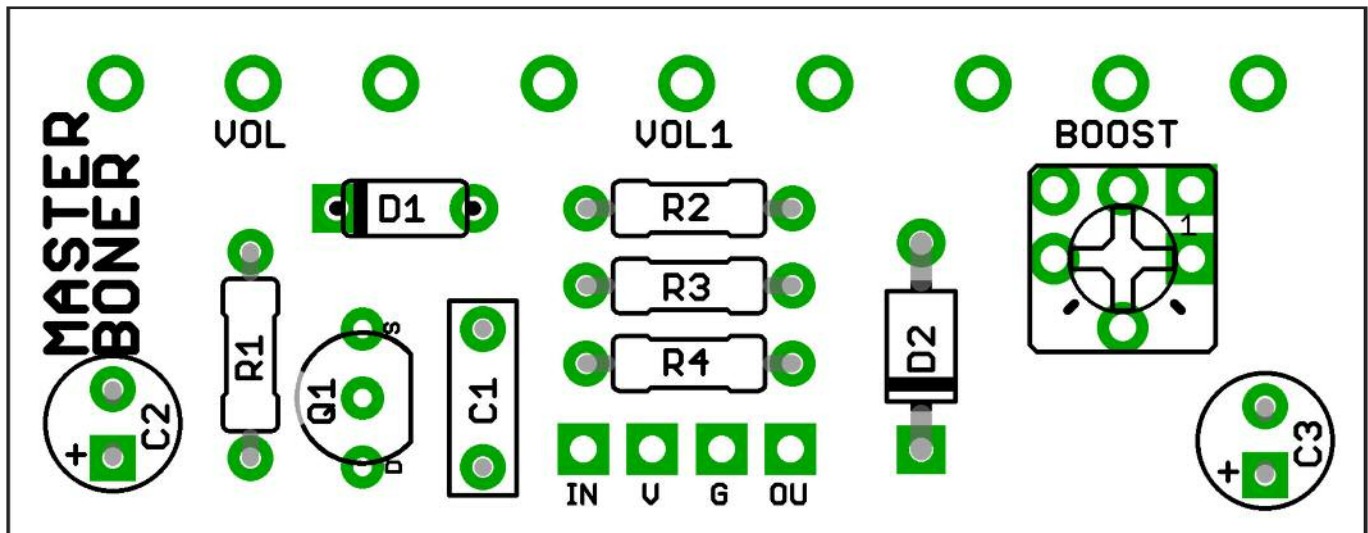 MASTER
BONER
VOL
VOL1
BOOST
D1
R2
1
R1
S
R3
Q1
C1
R4
D2
C2
+
D
C3
+
IN V G OU